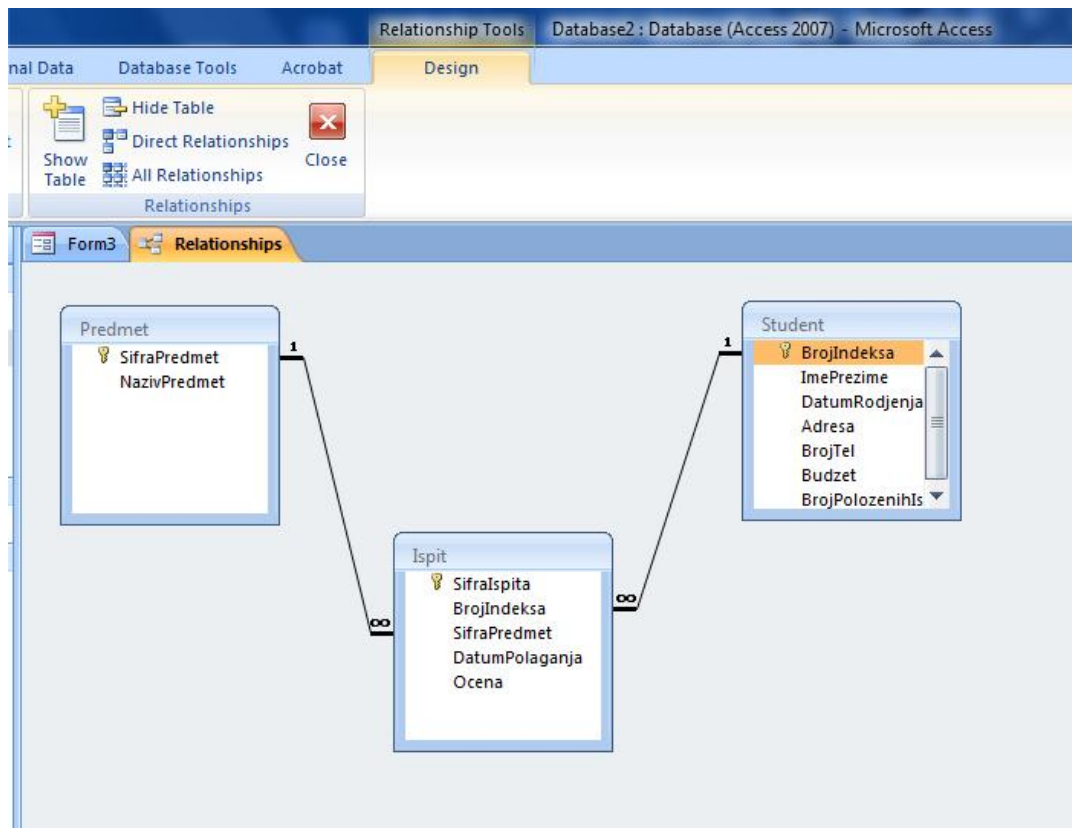 Relationship Tools
Database2 : Database (Access 2007) - Microsoft Access
nal Data
Database Tools
Acrobat
Design
Show Table
Hide Table
Direct Relationships
All Relationships
Close
Relationships
Form3
Relationships
Predmet
SifraPredmet
NazivPredmet
1
∞
Student
BrojIndeksa
ImePrezime
DatumRodjenja
Adresa
BrojTel
Budzet
BrojPolozenihIs
1
∞
Ispit
SifraIspita
BrojIndeksa
SifraPredmet
DatumPolaganja
Ocena